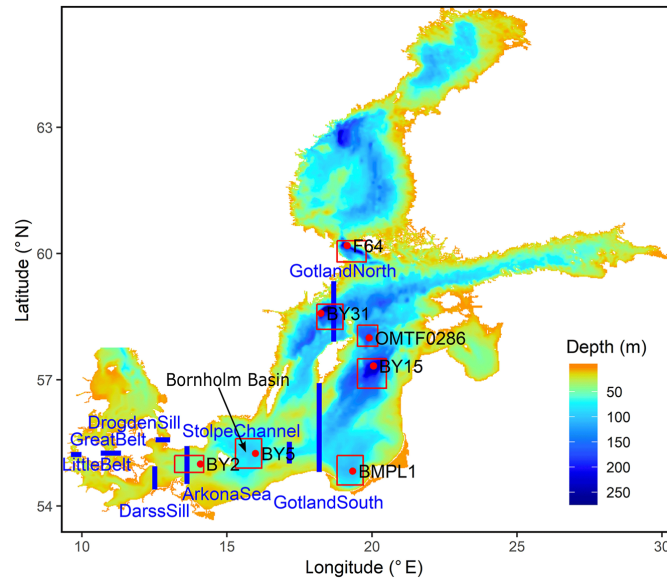 63
60
57
54
Latitude (°N)
F64
GotlandNorth
BY31
OMTF0286
BY15
Bornholm Basin
DrogdenSill
StolpeChannel
GreatBelt
LittleBelt
BY2
BY5
BMPL1
ArkonaSea
GotlandSouth
DarssSill
Depth (m)
50
100
150
200
250
10
15
20
25
30
Longitude (°E)